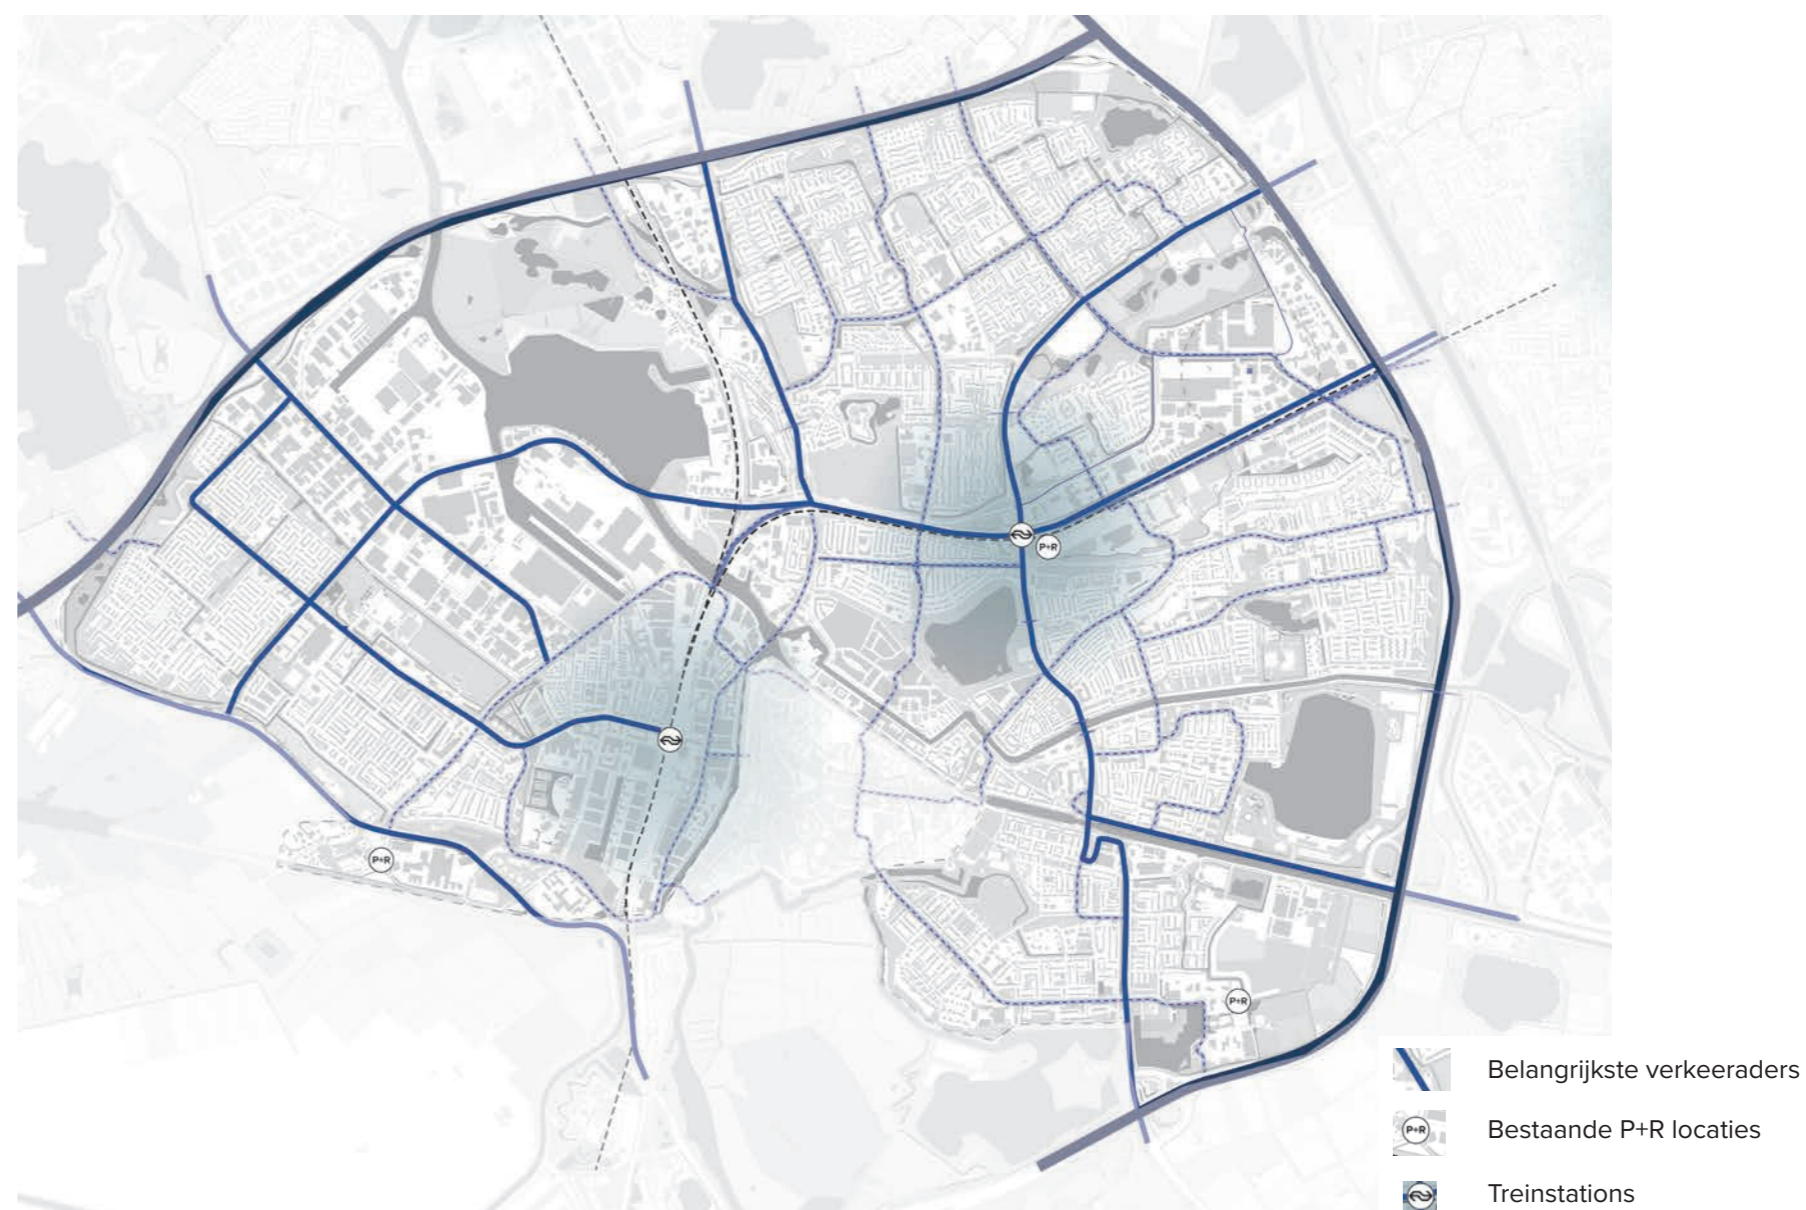 P+R
P+R
P+R
Belangrijkste verkeeraders
P+R
Bestaande P+R locaties
Treinstations